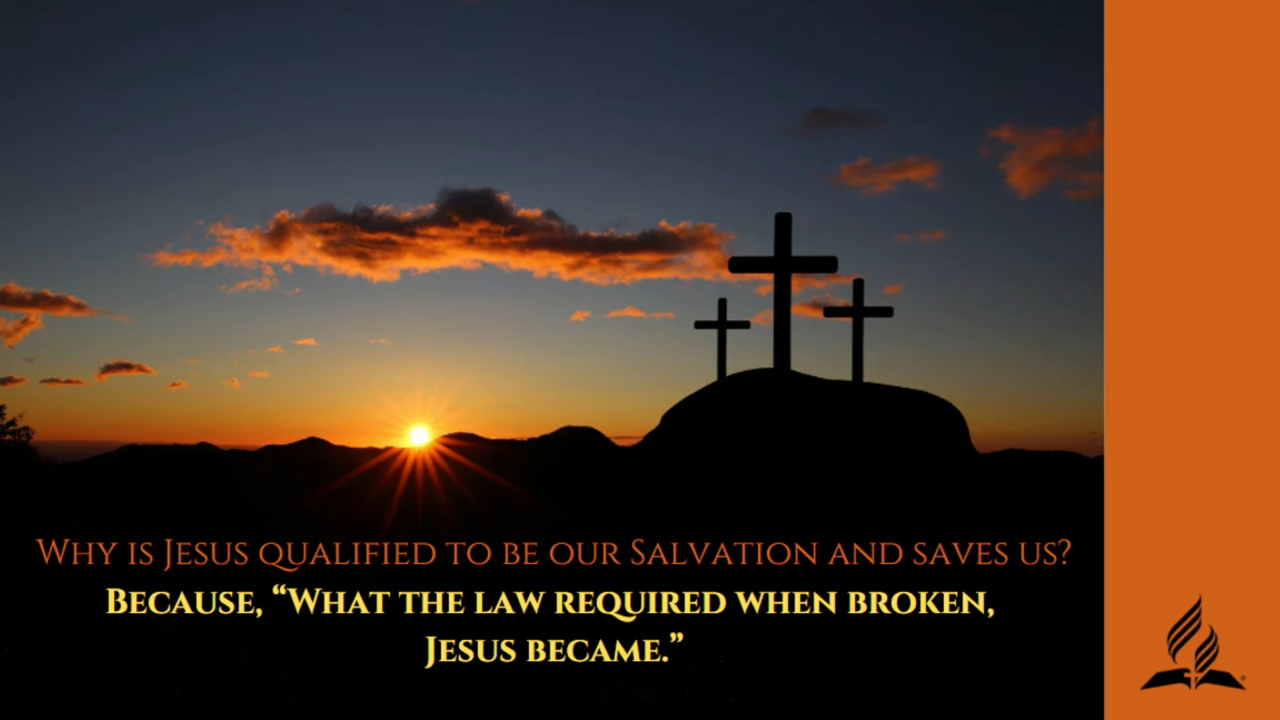 Why is Jesus qualified to be our Salvation and saves us?
Because, “What the law required when broken,
Jesus became.”